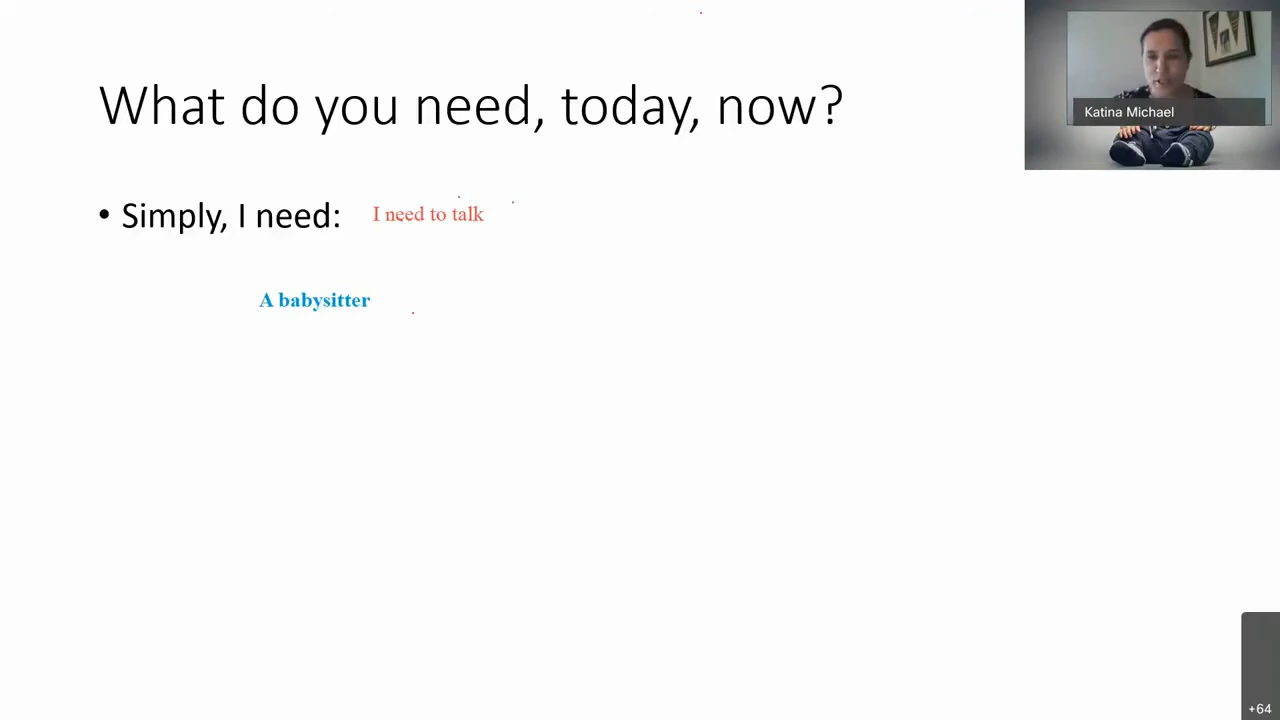 What do you need, today, now?
Katina Michael
• Simply, I need: I need to talk
A babysitter
+64